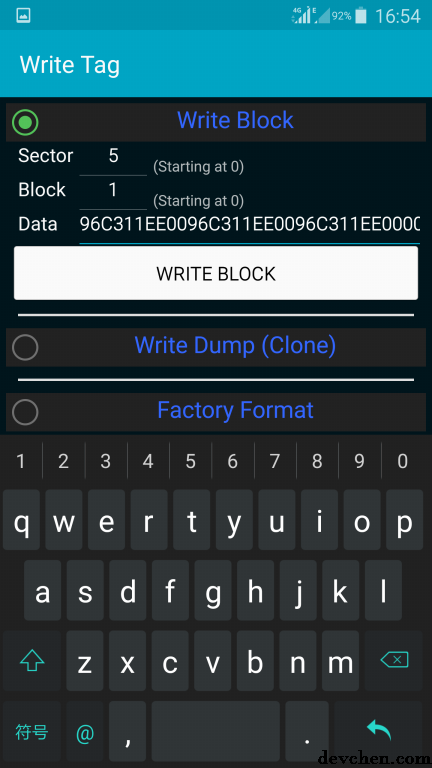 4G E 92% 16:54
Write Tag
Write Block
Sector 5 (Starting at 0)
Block 1 (Starting at 0)
Data 96C311EE0096C311EE0096C311EE0000
WRITE BLOCK
Write Dump (Clone)
Factory Format
1 2 3 4 5 6 7 8 9 0
q w e r t y u i o p
a s d f g h j k l
z x c v b n m
符号 @ , .
devchen.com